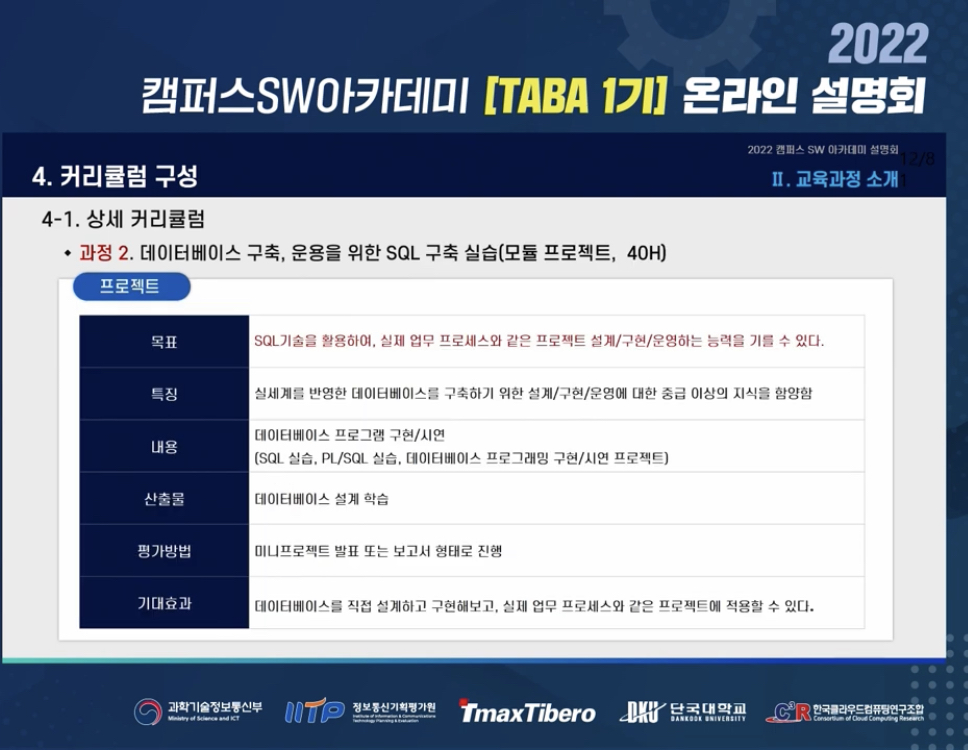 2022
캠퍼스SW아카데미 [TABA 1기] 온라인 설명회
2022 캠퍼스 SW 아카데미 설명회
12/8
4. 커리큘럼 구성
Ⅱ. 교육과정 소개
4-1. 상세 커리큘럼
• 과정 2. 데이터베이스 구축, 운용을 위한 SQL 구축 실습(모듈 프로젝트, 40H)
프로젝트
목표 SQL기술을 활용하여, 실제 업무 프로세스와 같은 프로젝트 설계/구현/운영하는 능력을 기를 수 있다.
특징 실세계를 반영한 데이터베이스를 구축하기 위한 설계/구현/운영에 대한 중급 이상의 지식을 함양함
내용 데이터베이스 프로그램 구현/시연
(SQL 실습, PL/SQL 실습, 데이터베이스 프로그래밍 구현/시연 프로젝트)
산출물 데이터베이스 설계 학습
평가방법 미니프로젝트 발표 또는 보고서 형태로 진행
기대효과 데이터베이스를 직접 설계하고 구현해보고, 실제 업무 프로세스와 같은 프로젝트에 적용할 수 있다.
과학기술정보통신부
Ministry of Science and ICT
IITP 정보통신기획평가원
Institute of Information & Communications
Technology Planning & Evaluation
TmaxTibero
DKU 단국대학교
DANKOOK UNIVERSITY
C3R 한국클라우드컴퓨팅연구조합
Consortium of Cloud Computing Research